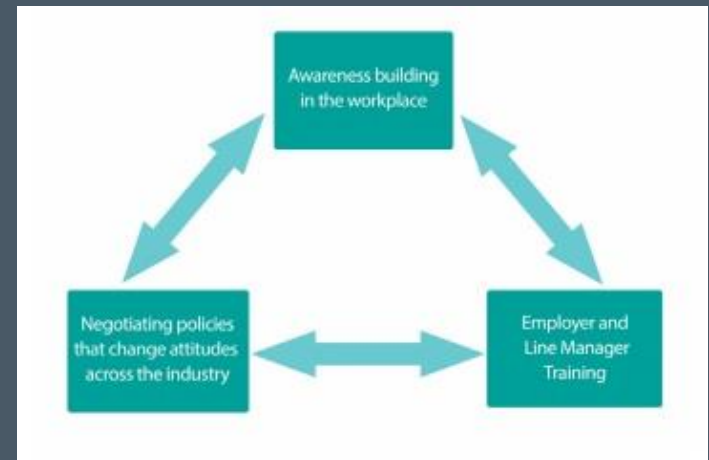 Awareness building
in the workplace
Negotiating policies
that change attitudes
across the industry
Employer and
Line Manager
Training